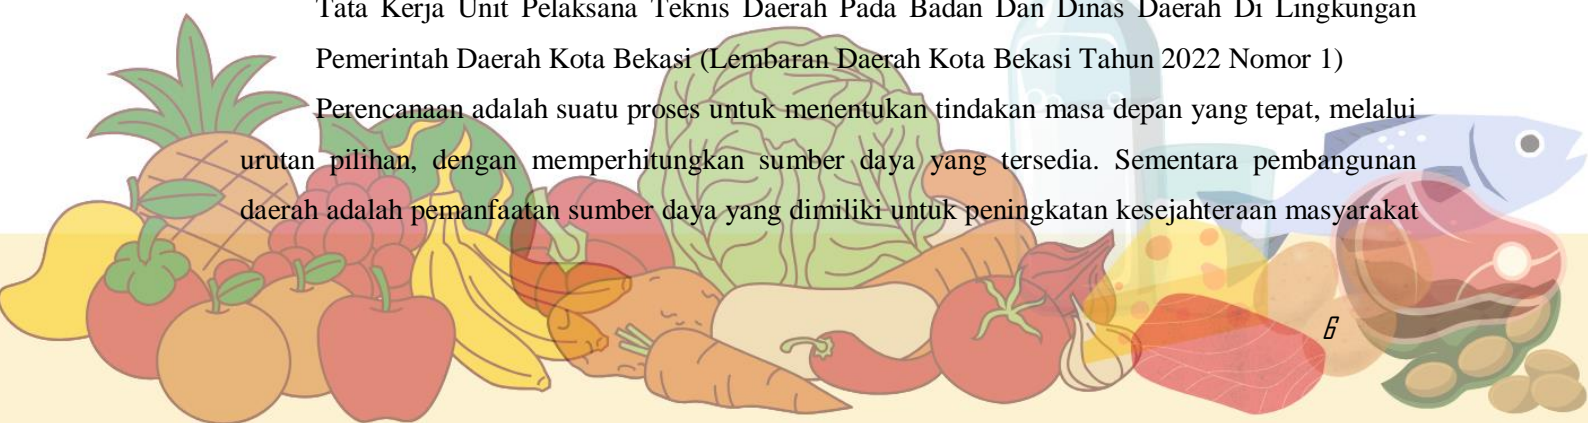 Tata Kerja Unit Pelaksana Teknis Daerah Pada Badan Dan Dinas Daerah Di Lingkungan
Pemerintah Daerah Kota Bekasi (Lembaran Daerah Kota Bekasi Tahun 2022 Nomor 1)
Perencanaan adalah suatu proses untuk menentukan tindakan masa depan yang tepat, melalui
urutan pilihan, dengan memperhitungkan sumber daya yang tersedia. Sementara pembangunan
daerah adalah pemanfaatan sumber daya yang dimiliki untuk peningkatan kesejahteraan masyarakat
6